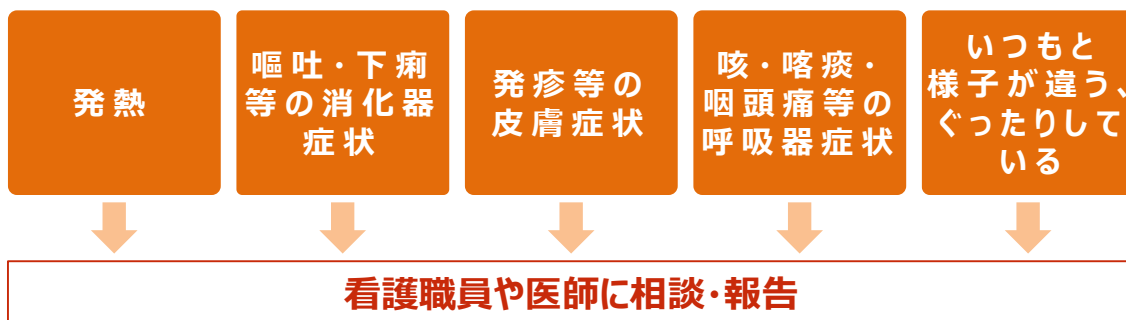 発熱
嘔吐・下痢
等の消化器
症状
発疹等の
皮膚症状
咳・喀痰・
咽頭痛等の
呼吸器症状
いつもと
様子が違う、
ぐったりして
いる
看護職員や医師に相談・報告